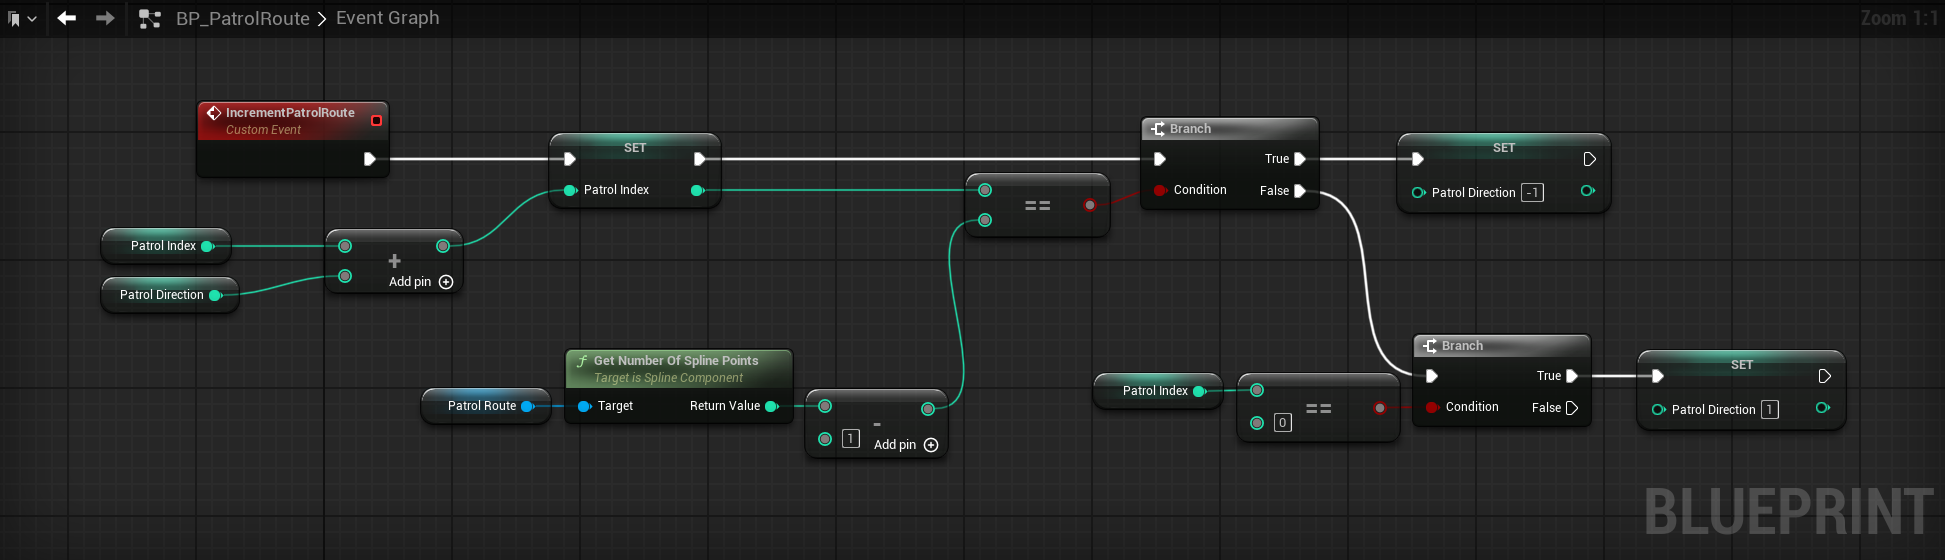 BP_PatrolRoute > Event Graph
Zoom 1:1
IncrementPatrolRoute
Custom Event
SET
Patrol Index
Patrol Index
Patrol Direction
+
Add pin
==
Branch
True
Condition
False
SET
Patrol Direction -1
Patrol Route
Get Number Of Spline Points
Target is Spline Component
Target
Return Value
-
1
Add pin
Patrol Index
==
0
Branch
True
Condition
False
SET
Patrol Direction 1
BLUEPRINT